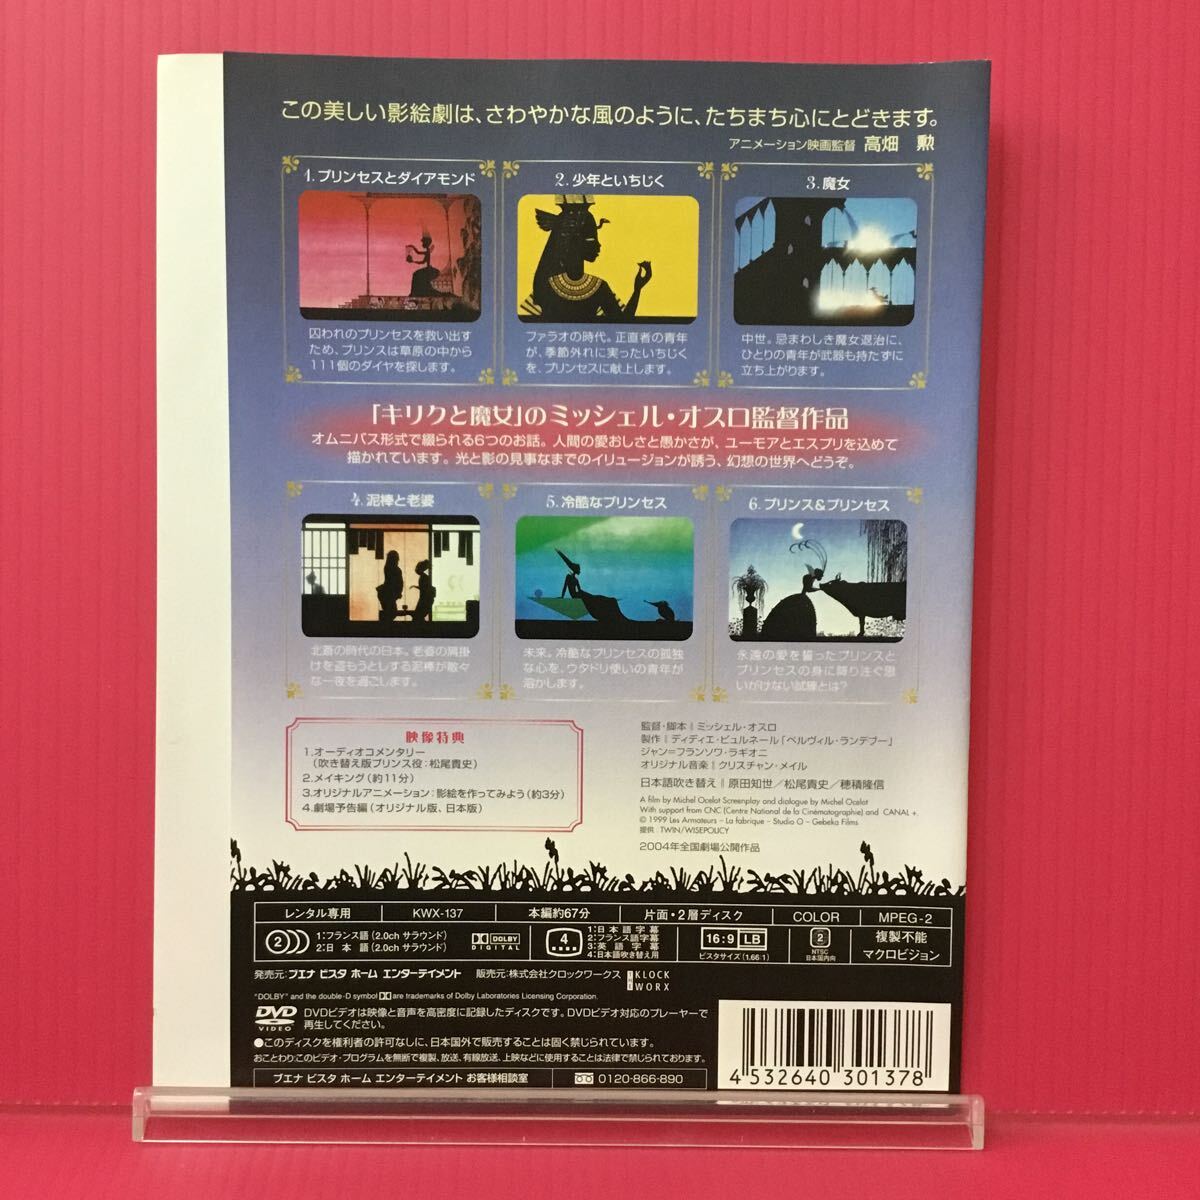 この美しい影絵劇は、さわやかな風のように、たちまち心にとどきます。
アニメーション映画監督 高畑 勲
1. プリンセスとダイアモンド
囚われのプリンセスを救い出す
ため、プリンスは草原の中から
111個のダイヤを探します。
2. 少年といちじく
ファラオの時代。正直者の青年
が、季節外れに実ったいちじく
を、プリンセスに献上します。
3. 魔女
中世。忌まわしき魔女退治に、
ひとりの青年が武器も持たずに
立ち上がります。
「キリクと魔女」のミッシェル・オスロ監督作品
オムニバス形式で綴られる6つのお話。人間の愛おしさと愚かさが、ユーモアとエスプリを込めて
描かれています。光と影の見事なまでのイリュージョンが誘う、幻想の世界へどうぞ。
4. 泥棒と老婆
北斎の時代の日本。老婆の肩掛
けを盗もうとしする泥棒が散々
な一夜を過ごします。
5. 冷酷なプリンセス
未来。冷酷なプリンセスの孤独
な心を、ウタドリ使いの青年が
溶かします。
6. プリンス&プリンセス
永遠の愛を誓ったプリンスと
プリンセスの身に降り注ぐ思
いがけない試練とは?
映像特典
1.オーディオコメンタリー
(吹き替え版プリンス役:松尾貴史)
2.メイキング(約11分)
3.オリジナルアニメーション:影絵を作ってみよう(約3分)
4.劇場予告編(オリジナル版、日本版)
監督・脚本‖ミッシェル・オスロ
製作‖ディディエ・ビュルネール「ベルヴィル・ランデブー」
ジャン=フランソワ・ラギオニ
オリジナル音楽‖クリスチャン・メイル
日本語吹き替え‖原田知世/松尾貴史/穂積隆信
A film by Michel Ocelot Screenplay and dialogue by Michel Ocelot
With support from CNC (Centre National de la Cinématographie) and CANAL +.
© 1999 Les Armateurs – La fabrique – Studio O – Gebeka Films
提供:TWIN/WISEPOLICY
2004年全国劇場公開作品
レンタル専用 KWX-137 本編約67分 片面・2層ディスク COLOR MPEG-2
2 1:フランス語(2.0ch サラウンド)
2:日本語(2.0ch サラウンド)
DOLBY DIGITAL
4 1:日本語字幕
2:フランス語字幕
3:英語字幕
4:日本語吹き替え用
16:9 LB
ビスタサイズ(1.66:1)
2
NTSC
日本国内向
複製不能
マクロビジョン
発売元:ブエナ ビスタ ホーム エンターテイメント 販売元:株式会社クロックワークス THE KLOCK WORX
"DOLBY" and the double-D symbol are trademarks of Dolby Laboratories Licensing Corporation.
DVD VIDEO DVDビデオは映像と音声を高密度に記録したディスクです。DVDビデオ対応のプレーヤーで
再生してください。
●このディスクを権利者の許可なしに、日本国外で販売することは固く禁じられています。
おことわり:このビデオ・プログラムを無断で複製、放送、有線放送、上映などに使用することは法律で禁じられております。
ブエナ ビスタ ホーム エンターテイメント お客様相談室 0120-866-890
4 532640 301378